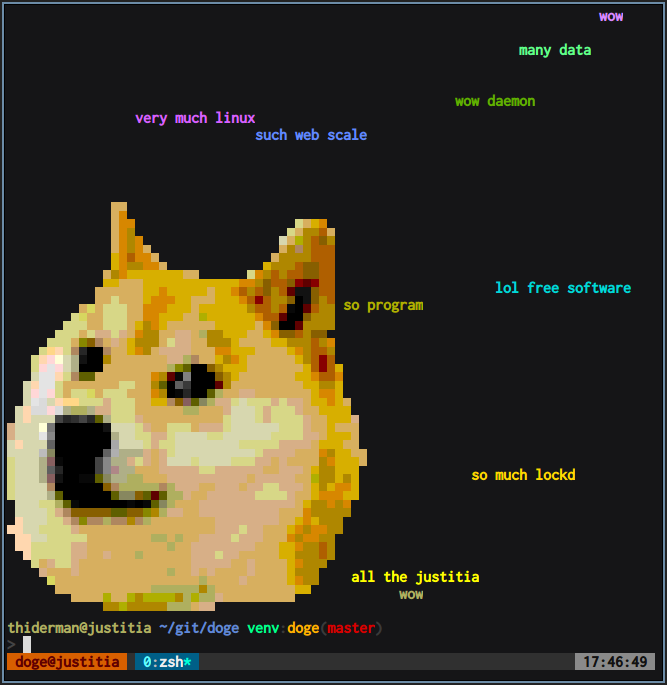 wow
many data
wow daemon
very much linux
such web scale
lol free software
so program
so much lockd
all the justitia
wow
thiderman@justitia ~/git/doge venv:doge(master)
>
doge@justitia 0:zsh* 17:46:49